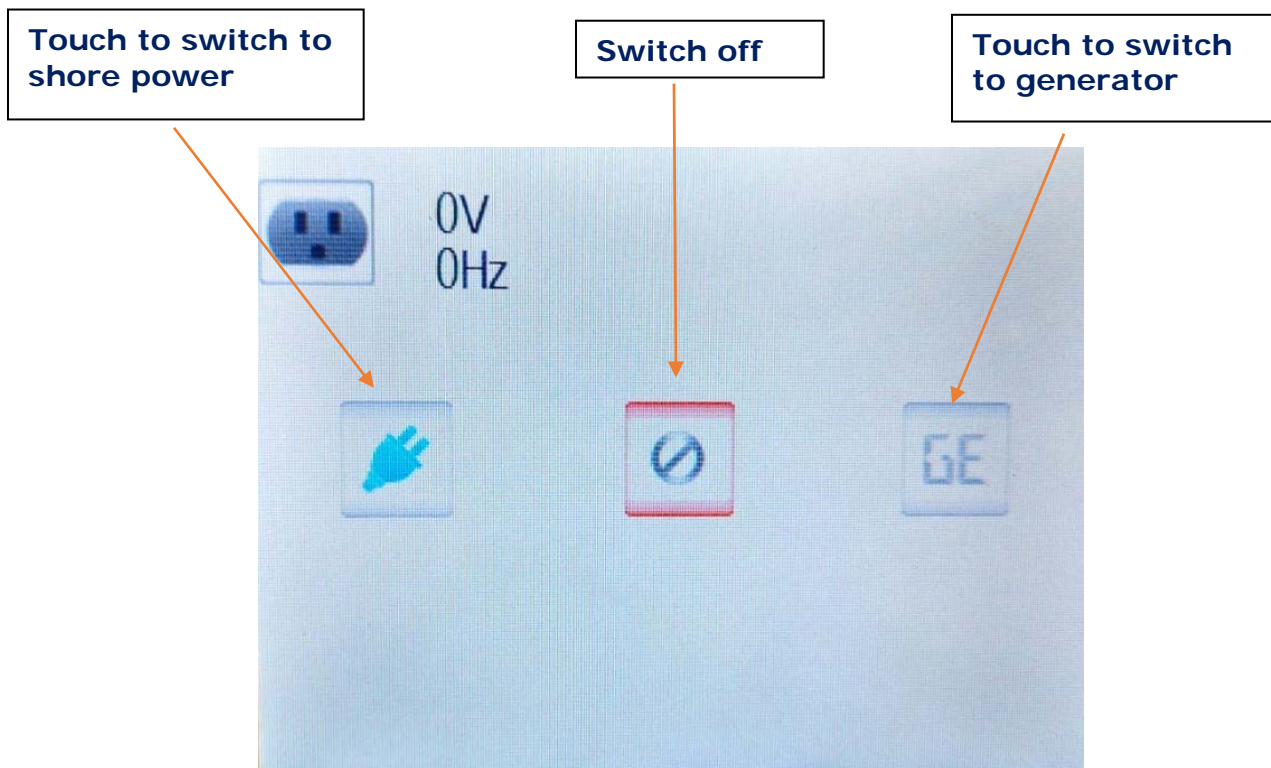 Touch to switch to
shore power
Switch off
Touch to switch
to generator
0V
0Hz
GE